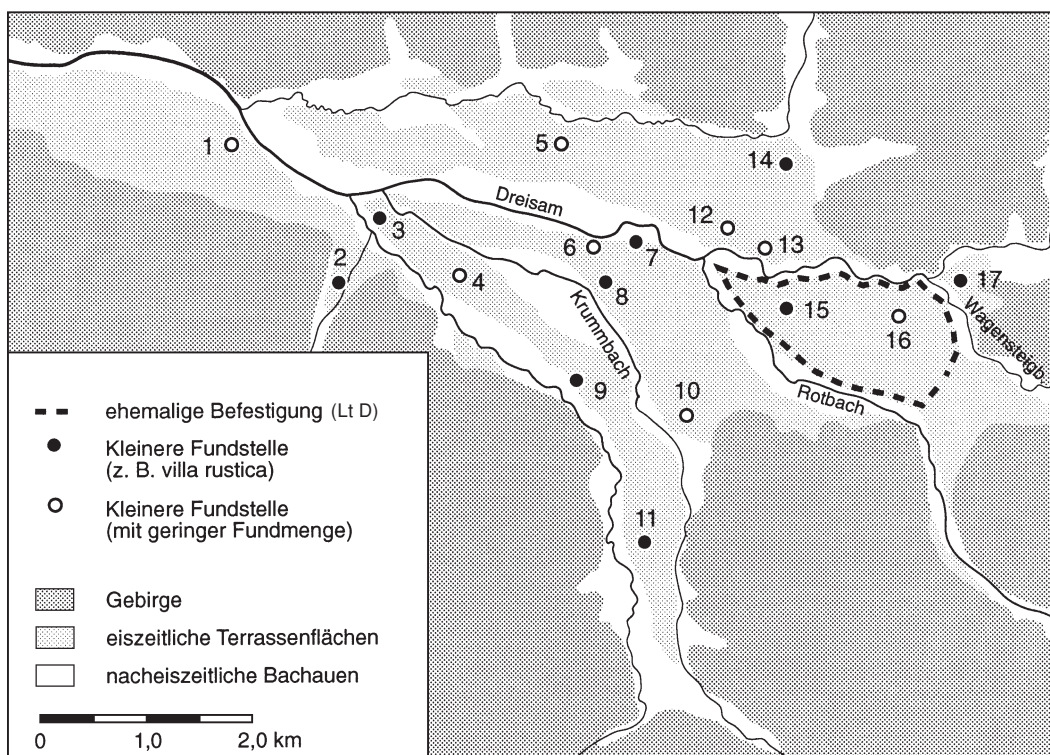 1
5
14
Dreisam
12
13
3
6
7
2
4
8
15
16
17
Krummbach
Wagensteigb.
9
10
Rotbach
11
ehemalige Befestigung (Lt D)
Kleinere Fundstelle
(z. B. villa rustica)
Kleinere Fundstelle
(mit geringer Fundmenge)
Gebirge
eiszeitliche Terrassenflächen
nacheiszeitliche Bachauen
0 1,0 2,0 km